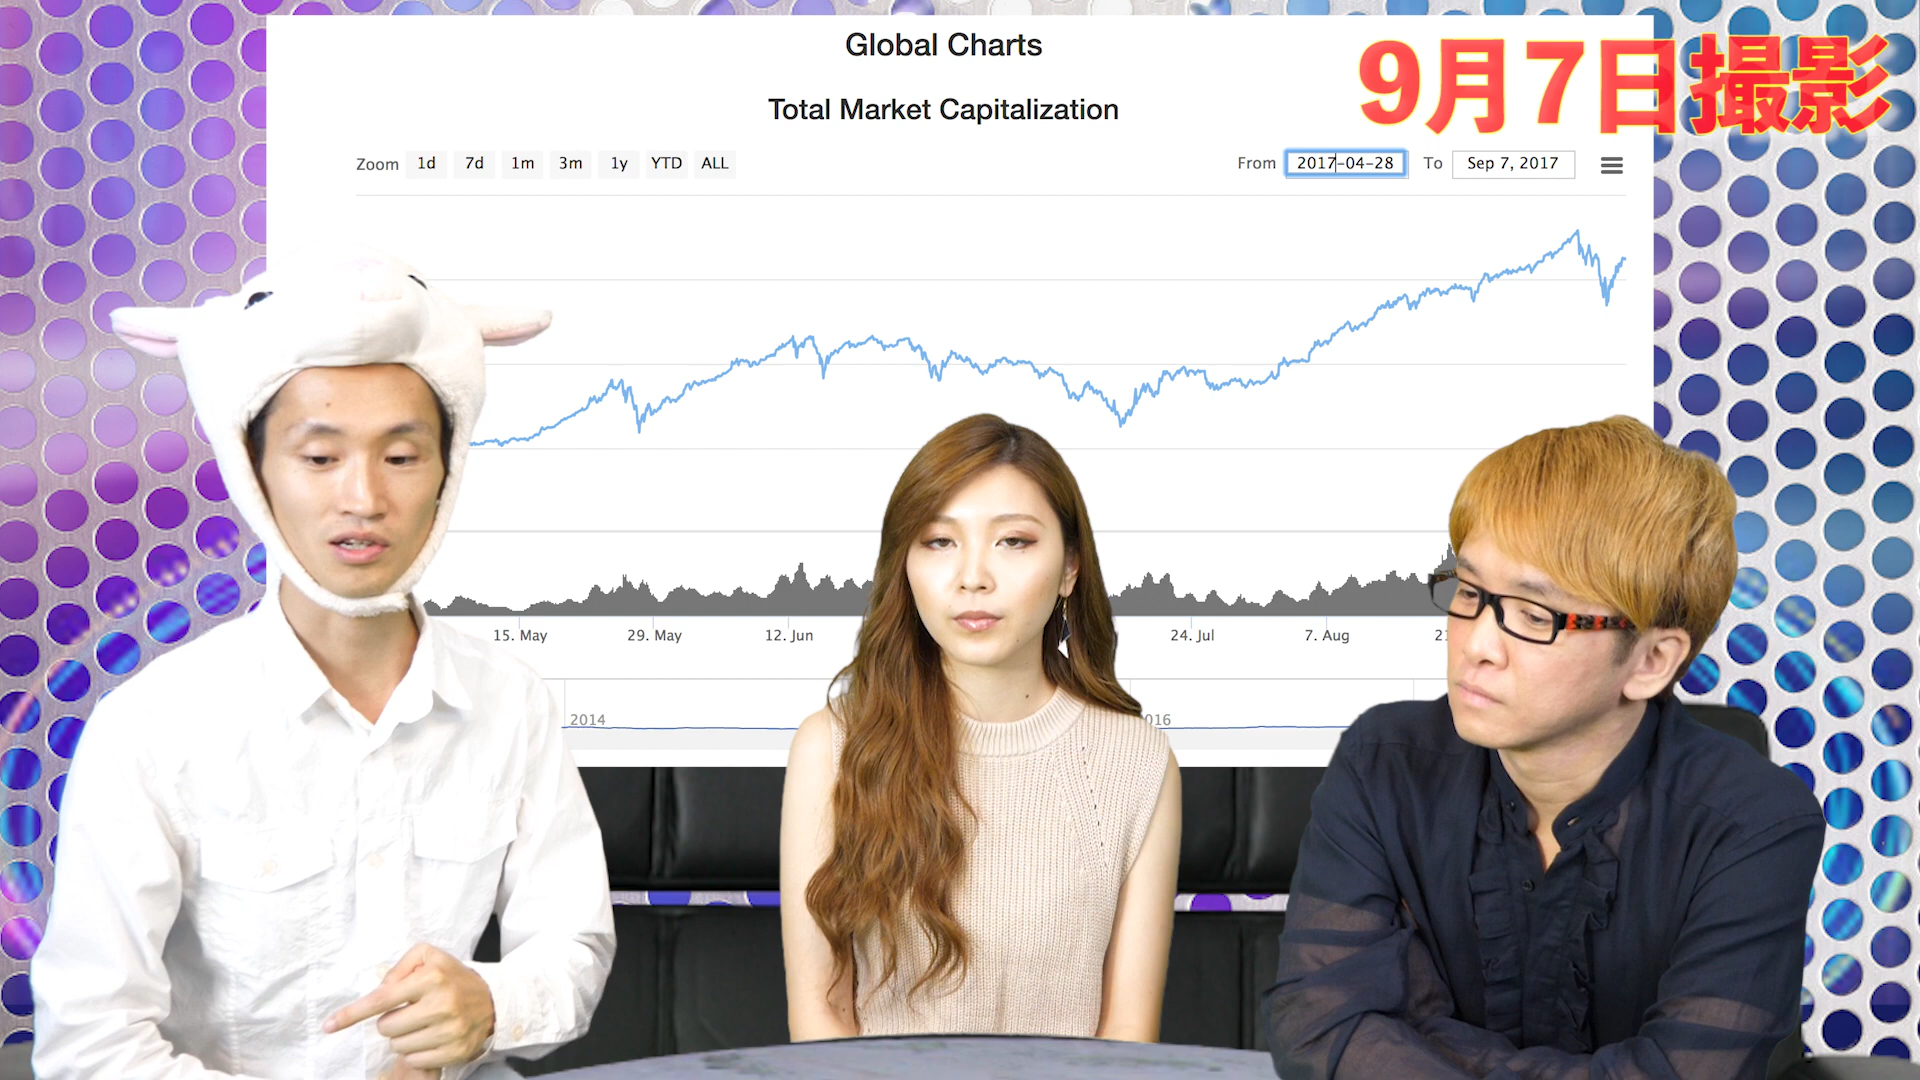 Global Charts
9月7日撮影
Total Market Capitalization
Zoom 1d 7d 1m 3m 1y YTD ALL From 2017-04-28 To Sep 7, 2017
15. May 29. May 12. Jun 24. Jul 7. Aug
2014